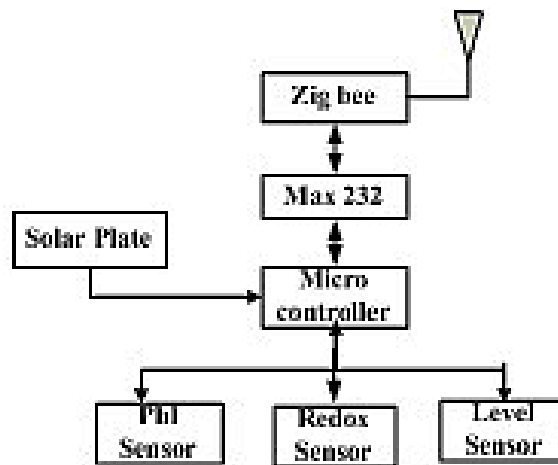 Zig bee
Max 232
Solar Plate
Micro
controller
Sensor
Redox
Sensor
Level
Sensor